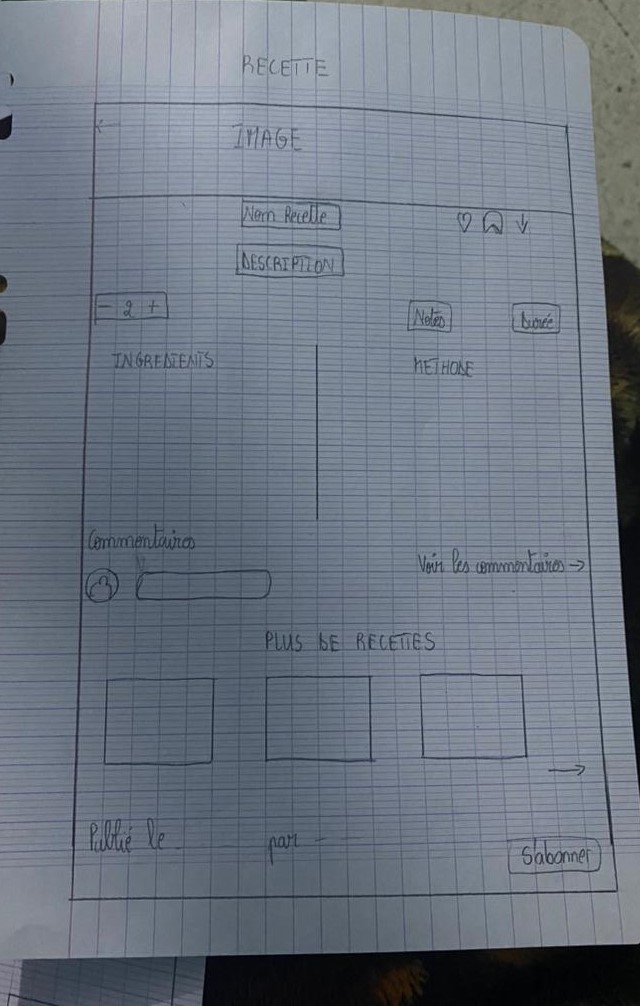 RECETTE
IMAGE
Nom Recette
DESCRIPTION
- 2 +
Notes
Durée
INGREDIENTS
METHODE
Commentaires
Voir les commentaires →
PLUS DE RECETTES
Publié le
par -
S'abonner